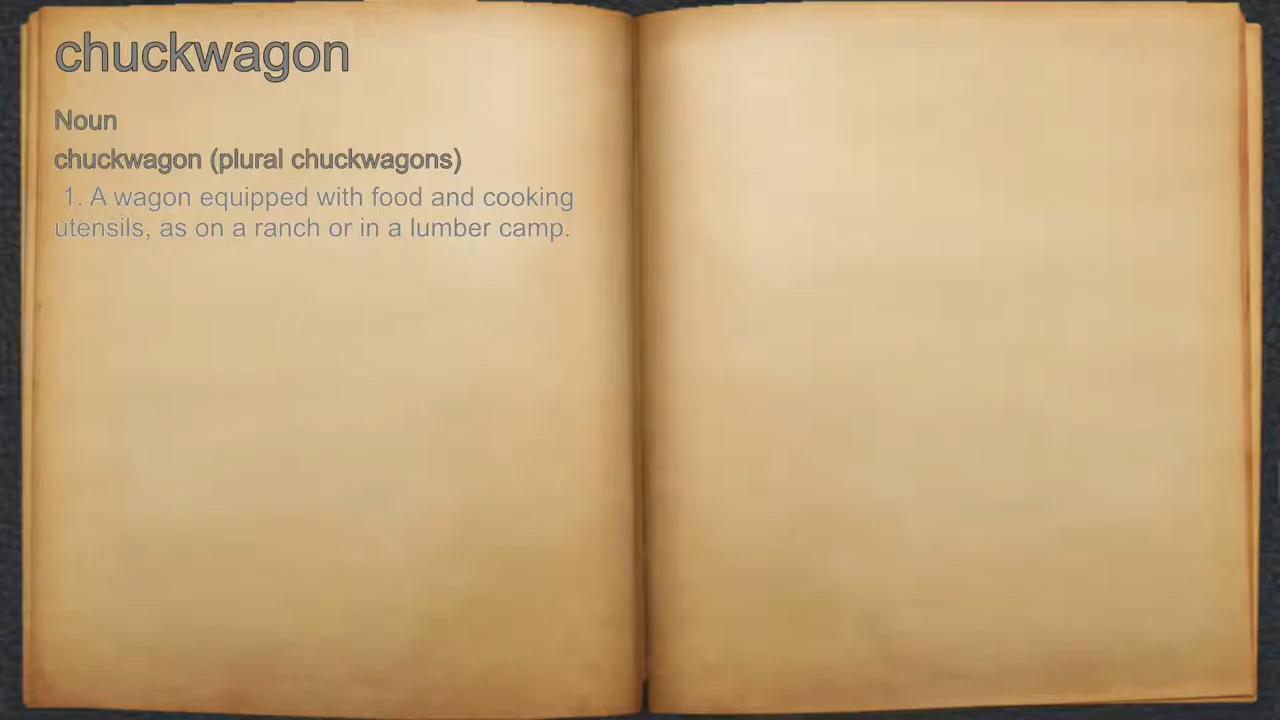 chuckwagon
Noun
chuckwagon (plural chuckwagons)
1. A wagon equipped with food and cooking
utensils, as on a ranch or in a lumber camp.